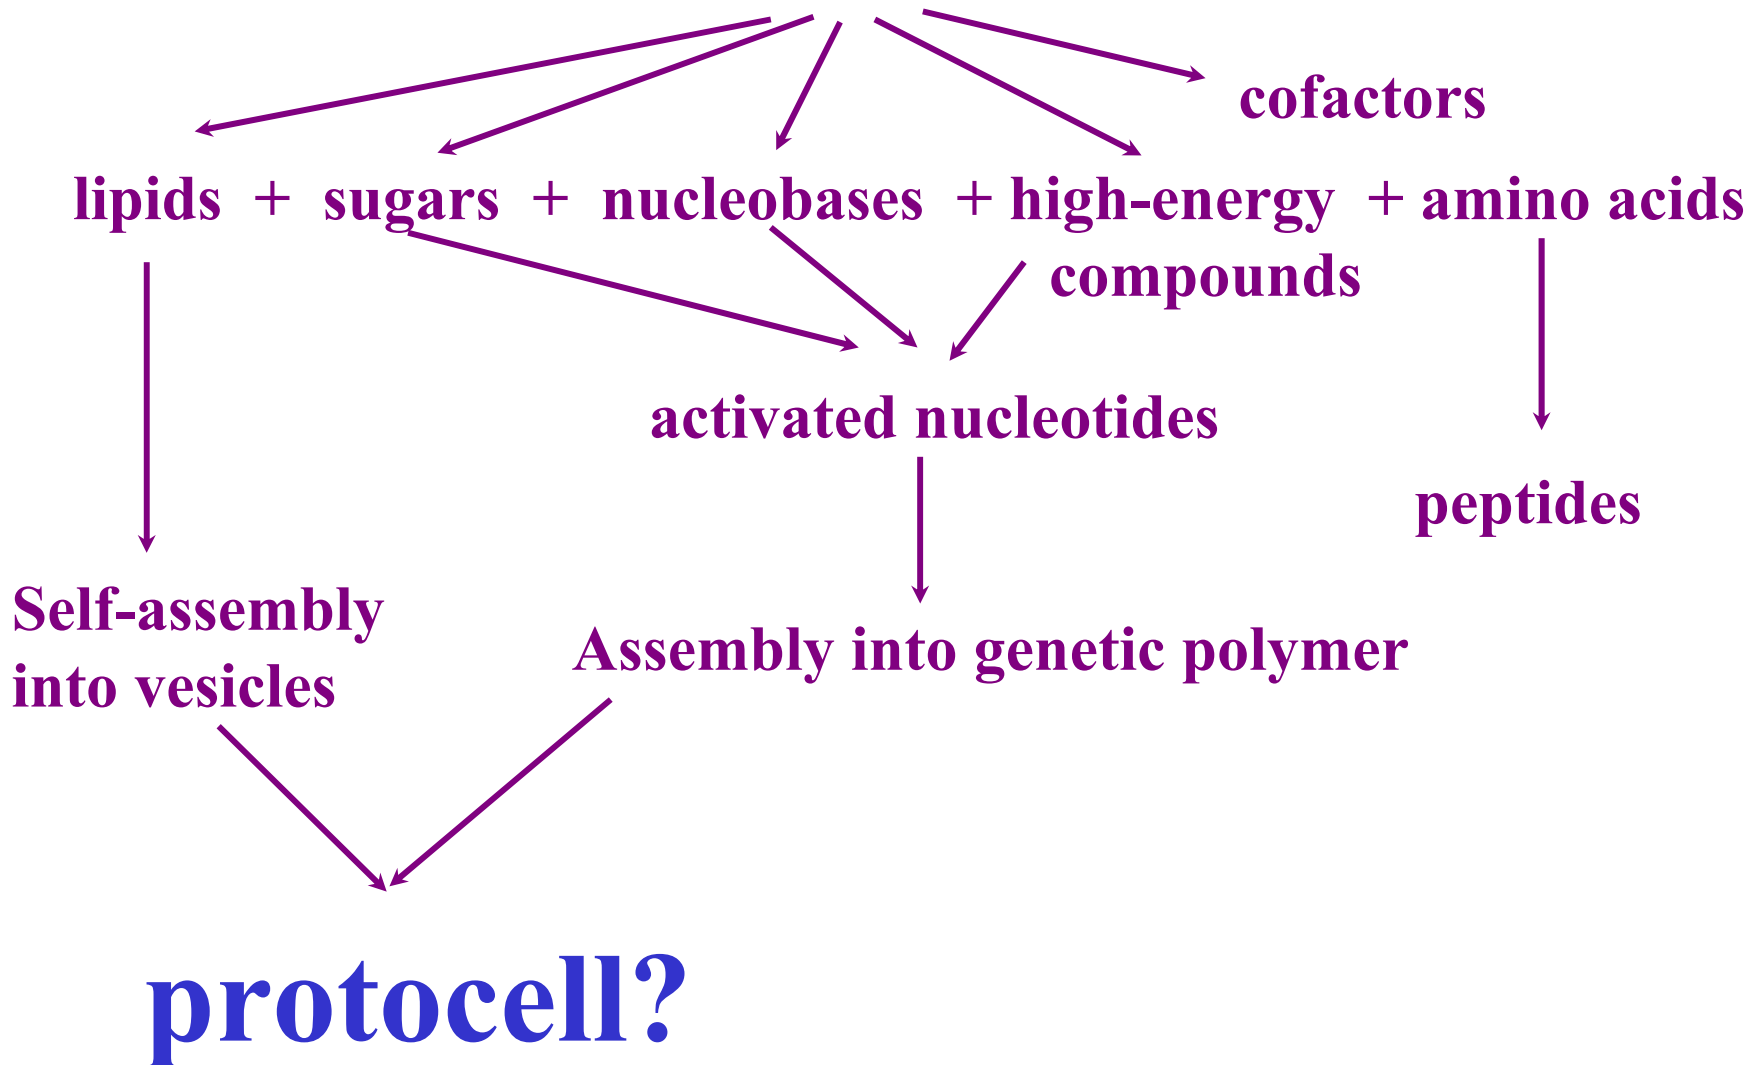 cofactors
lipids + sugars + nucleobases + high-energy + amino acids
compounds
activated nucleotides
peptides
Self-assembly
into vesicles
Assembly into genetic polymer
protocell?